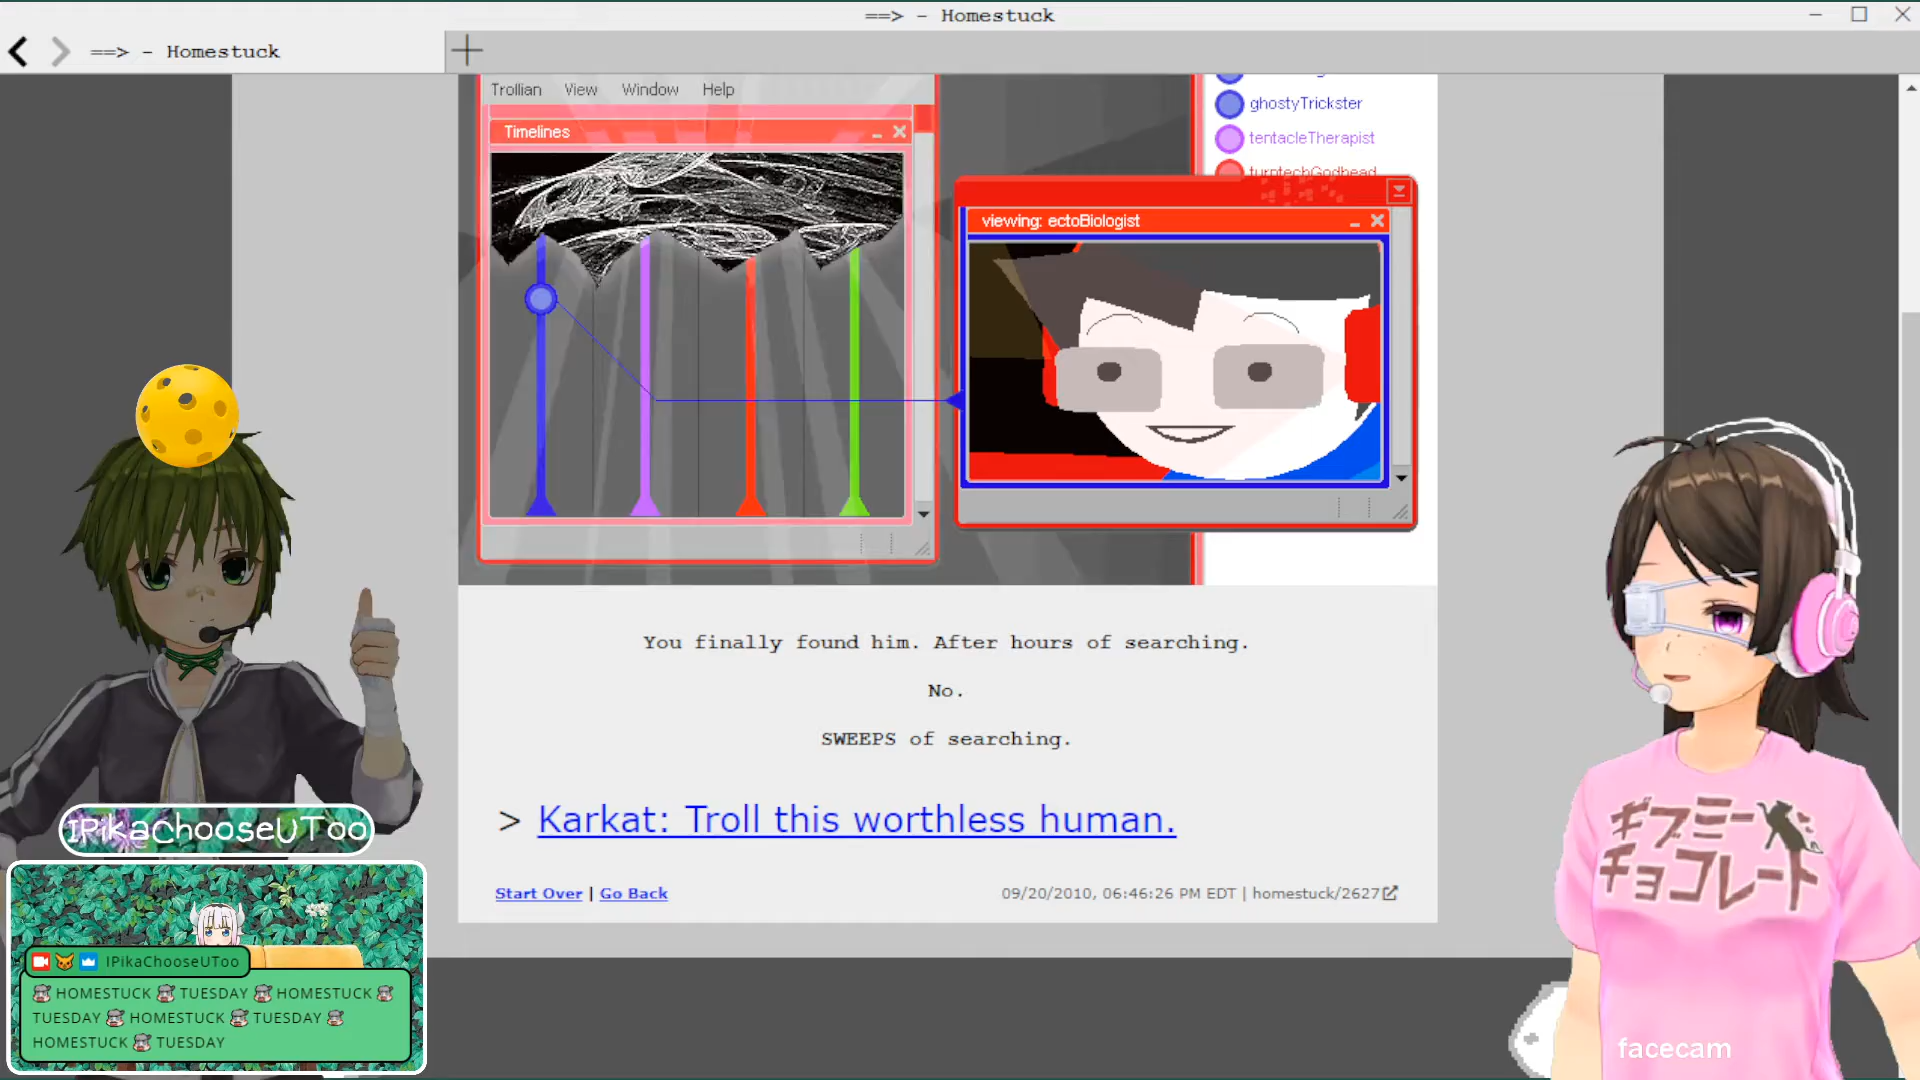 ==> - Homestuck
==> - Homestuck
Trollian View Window Help
Timelines
ghostyTrickster
tentacleTherapist
turntechGodhead
viewing: ectoBiologist
You finally found him. After hours of searching.
No.
SWEEPS of searching.
> Karkat: Troll this worthless human.
Start Over | Go Back
09/20/2010, 06:46:26 PM EDT | homestuck/2627
IPikachooseUToo
IPikaChooseUToo
HOMESTUCK TUESDAY HOMESTUCK
TUESDAY HOMESTUCK TUESDAY
HOMESTUCK TUESDAY
ギブミー
チョコレート
facecam